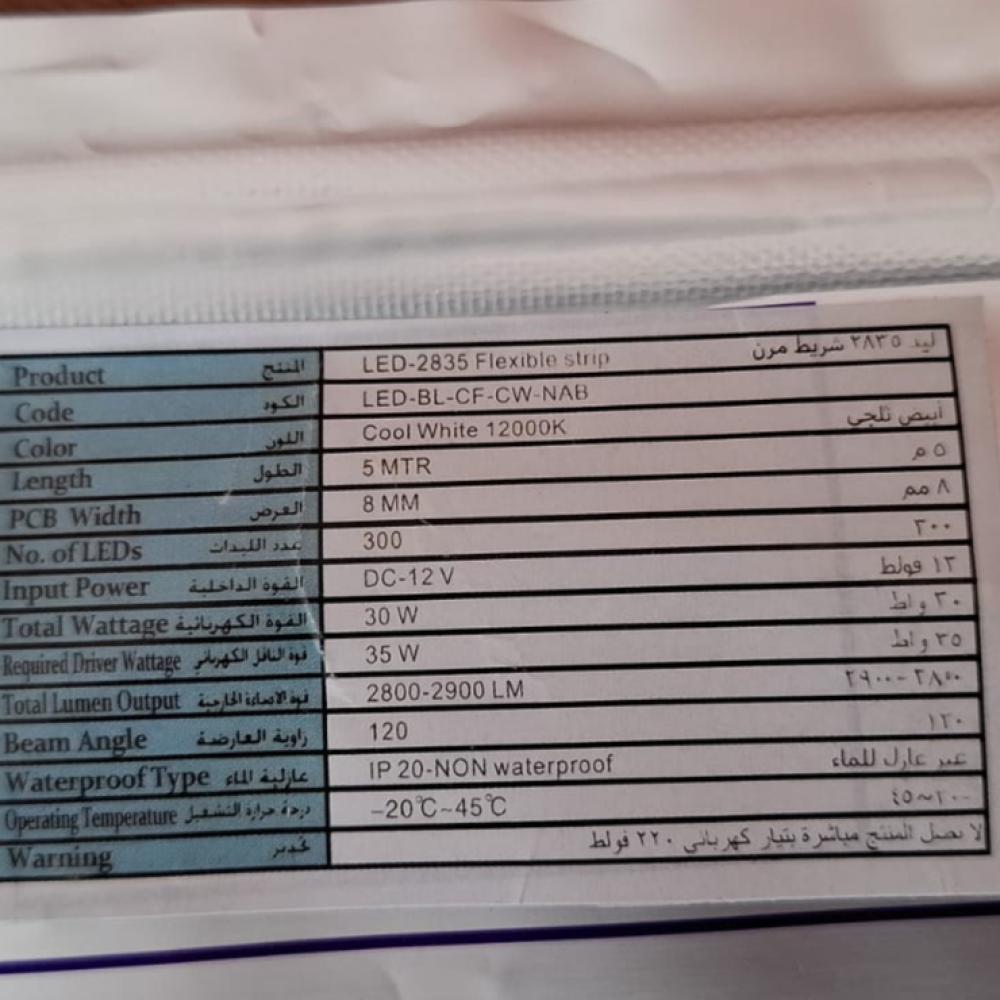 Product المنتج LED-2835 Flexible strip ليد ٢٨٣٥ شريط مرن
Code الكود LED-BL-CF-CW-NAB
Color اللون Cool White 12000K أبيض ثلجي
Length الطول 5 MTR ٥ م
PCB Width العرض 8 MM ٨ مم
No. of LEDs عدد الليدات 300 ٣٠٠
Input Power القوة الداخلية DC-12 V ١٢ فولط
Total Wattage القوة الكهربائية 30 W ٣٠ واط
Required Driver Wattage قوة الناقل الكهربائي 35 W ٣٥ واط
Total Lumen Output قوة الاضاءة الخارجية 2800-2900 LM ٢٨٠٠-٢٩٠٠
Beam Angle زاوية العارضة 120 ١٢٠
Waterproof Type عازلية الماء IP 20-NON waterproof غير عازل للماء
Operating Temperature درجة حرارة التشغيل –20℃~45℃ -٢٠~٤٥
Warning تحذير لا تصل المنتج مباشرة بتيار كهربائي ٢٢٠ فولط